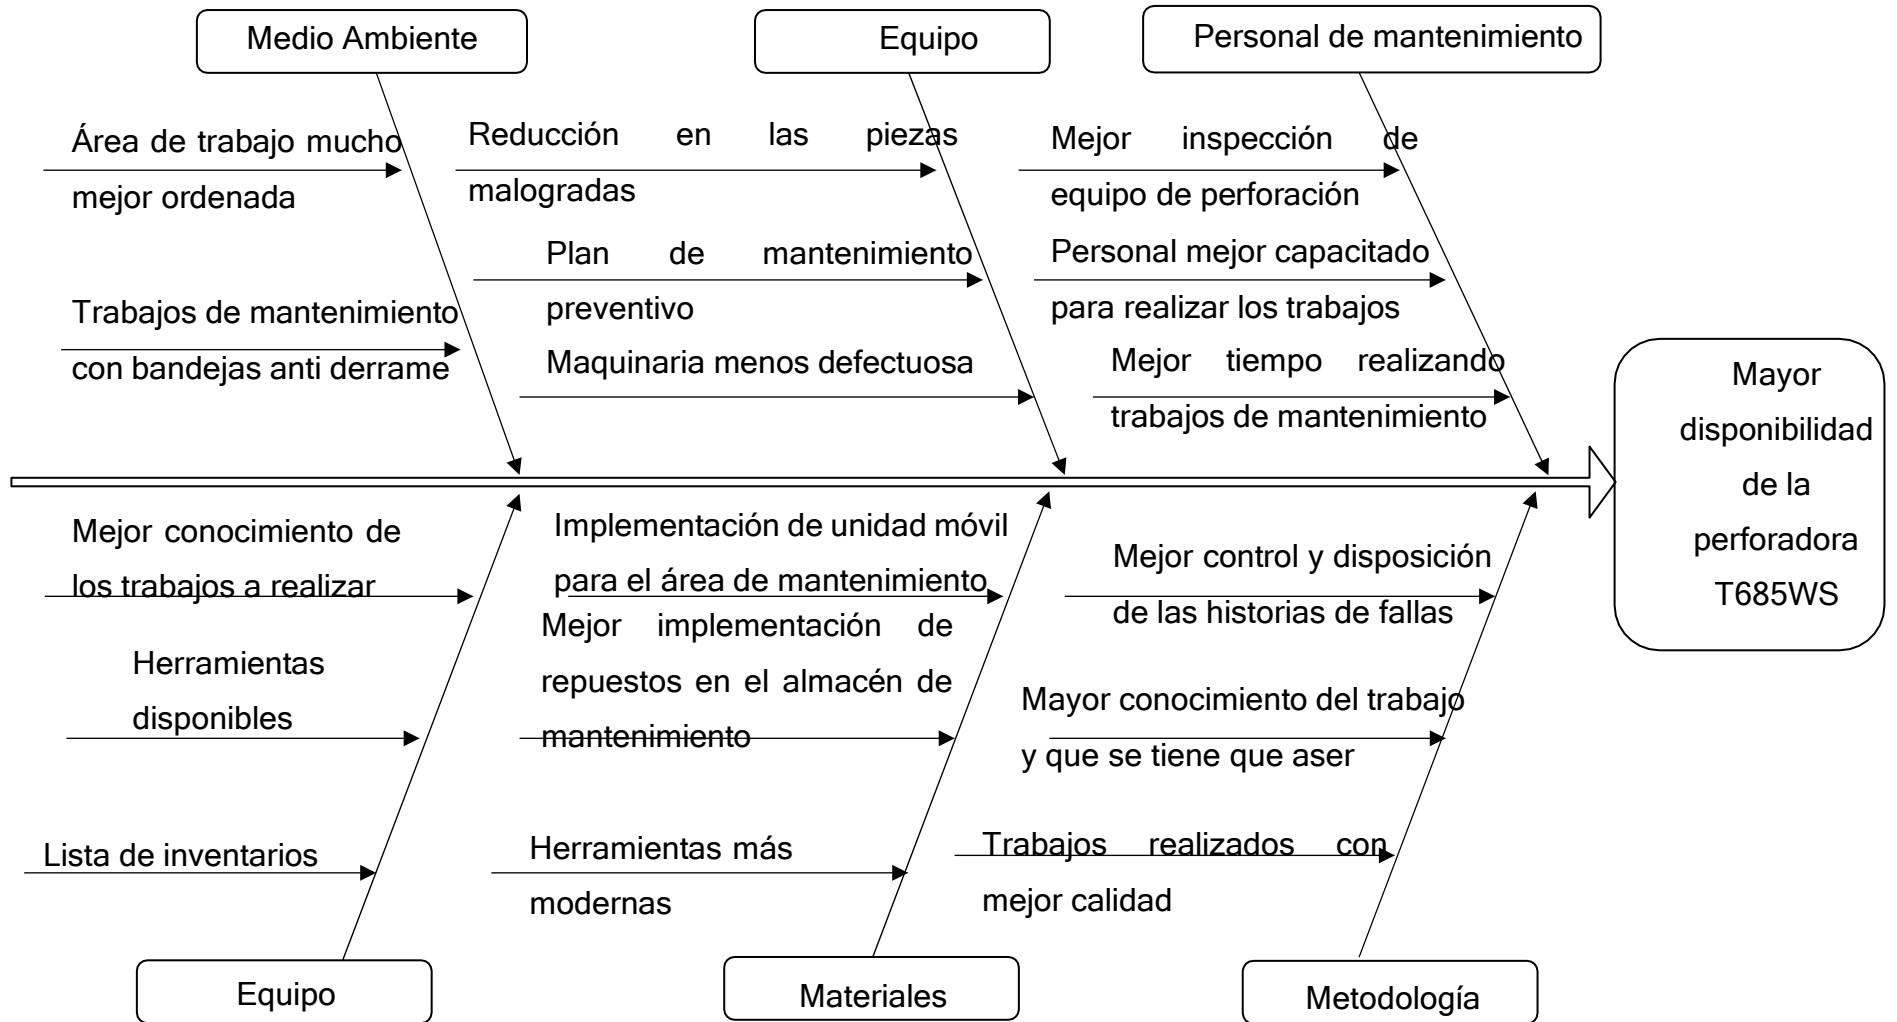 Medio Ambiente
Equipo
Personal de mantenimiento
Área de trabajo mucho
mejor ordenada
Trabajos de mantenimiento
con bandejas anti derrame
Reducción en las piezas
malogradas
Plan de mantenimiento
preventivo
Maquinaria menos defectuosa
Mejor inspección de
equipo de perforación
Personal mejor capacitado
para realizar los trabajos
Mejor tiempo realizando
trabajos de mantenimiento
Mayor
disponibilidad
de la
perforadora
T685WS
Mejor conocimiento de
los trabajos a realizar
Herramientas
disponibles
Lista de inventarios
Implementación de unidad móvil
para el área de mantenimiento
Mejor implementación de
repuestos en el almacén de
mantenimiento
Herramientas más
modernas
Mejor control y disposición
de las historias de fallas
Mayor conocimiento del trabajo
y que se tiene que aser
Trabajos realizados con
mejor calidad
Equipo
Materiales
Metodología